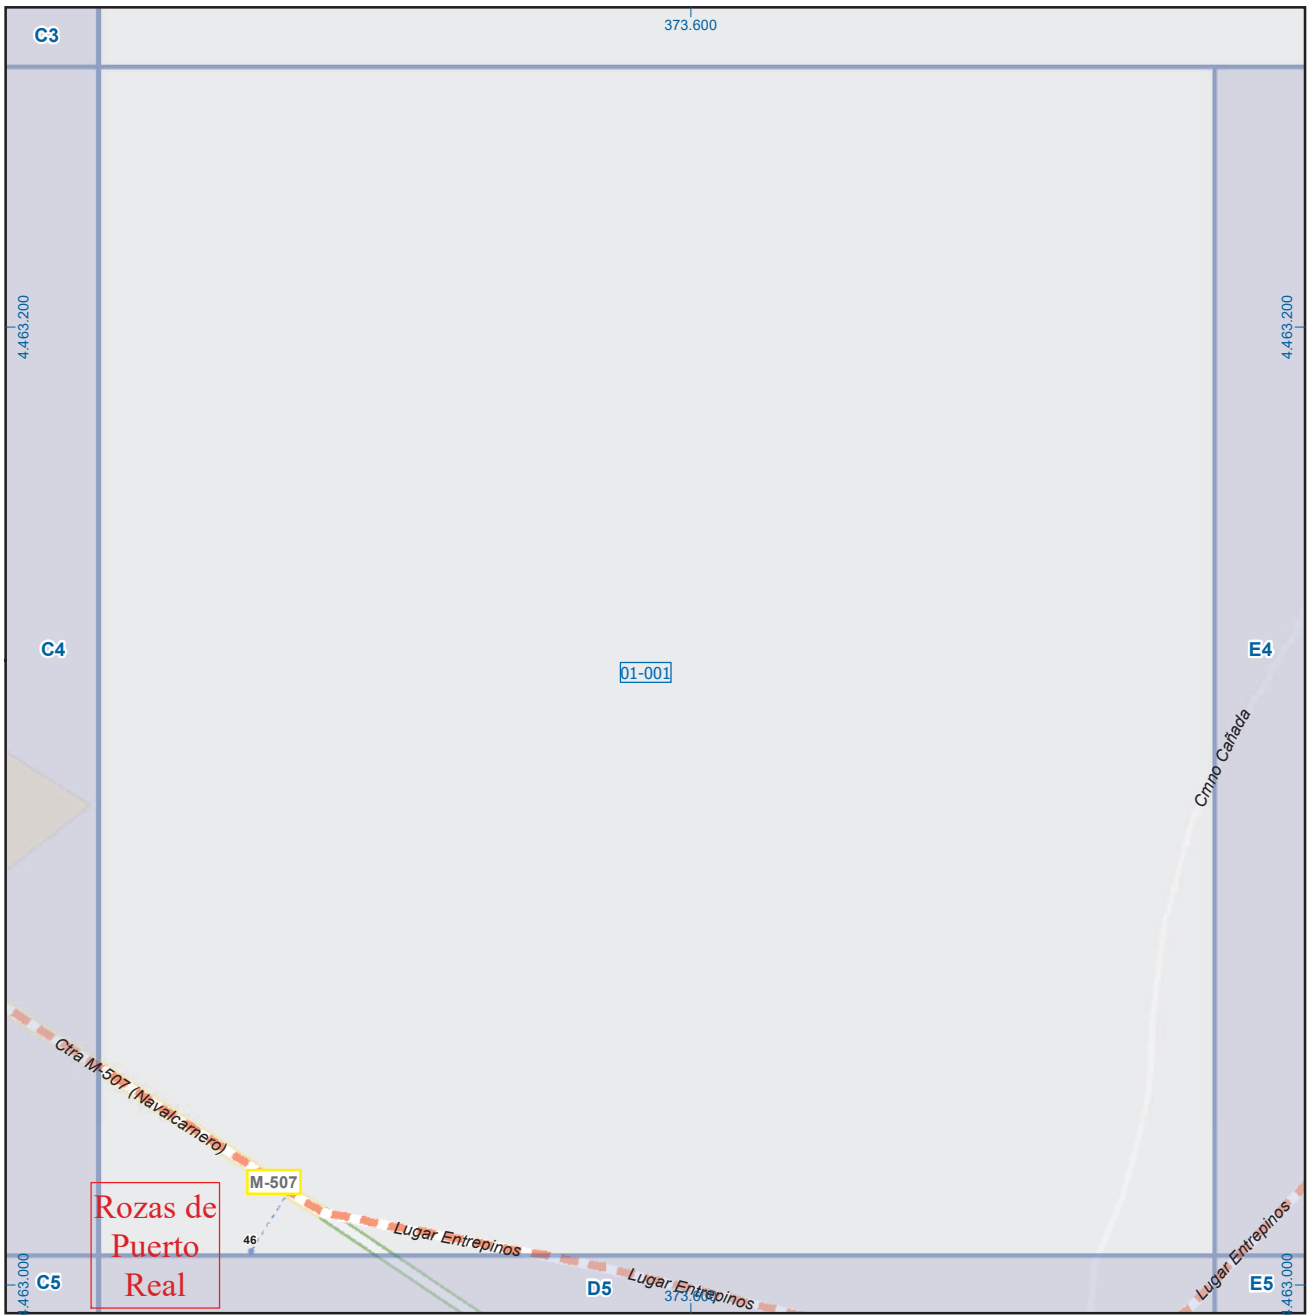 C3
373.600
4.463.200
4.463.200
C4
E4
01-001
Cmno Cañada
Ctra M-507 (Navalcarnero)
M-507
Rozas de
Puerto
Real
46
Lugar Entrepinos
Lugar Entrepinos
Lugar Entrepinos
C5
D5
E5
373.600
4.463.000
4.463.000